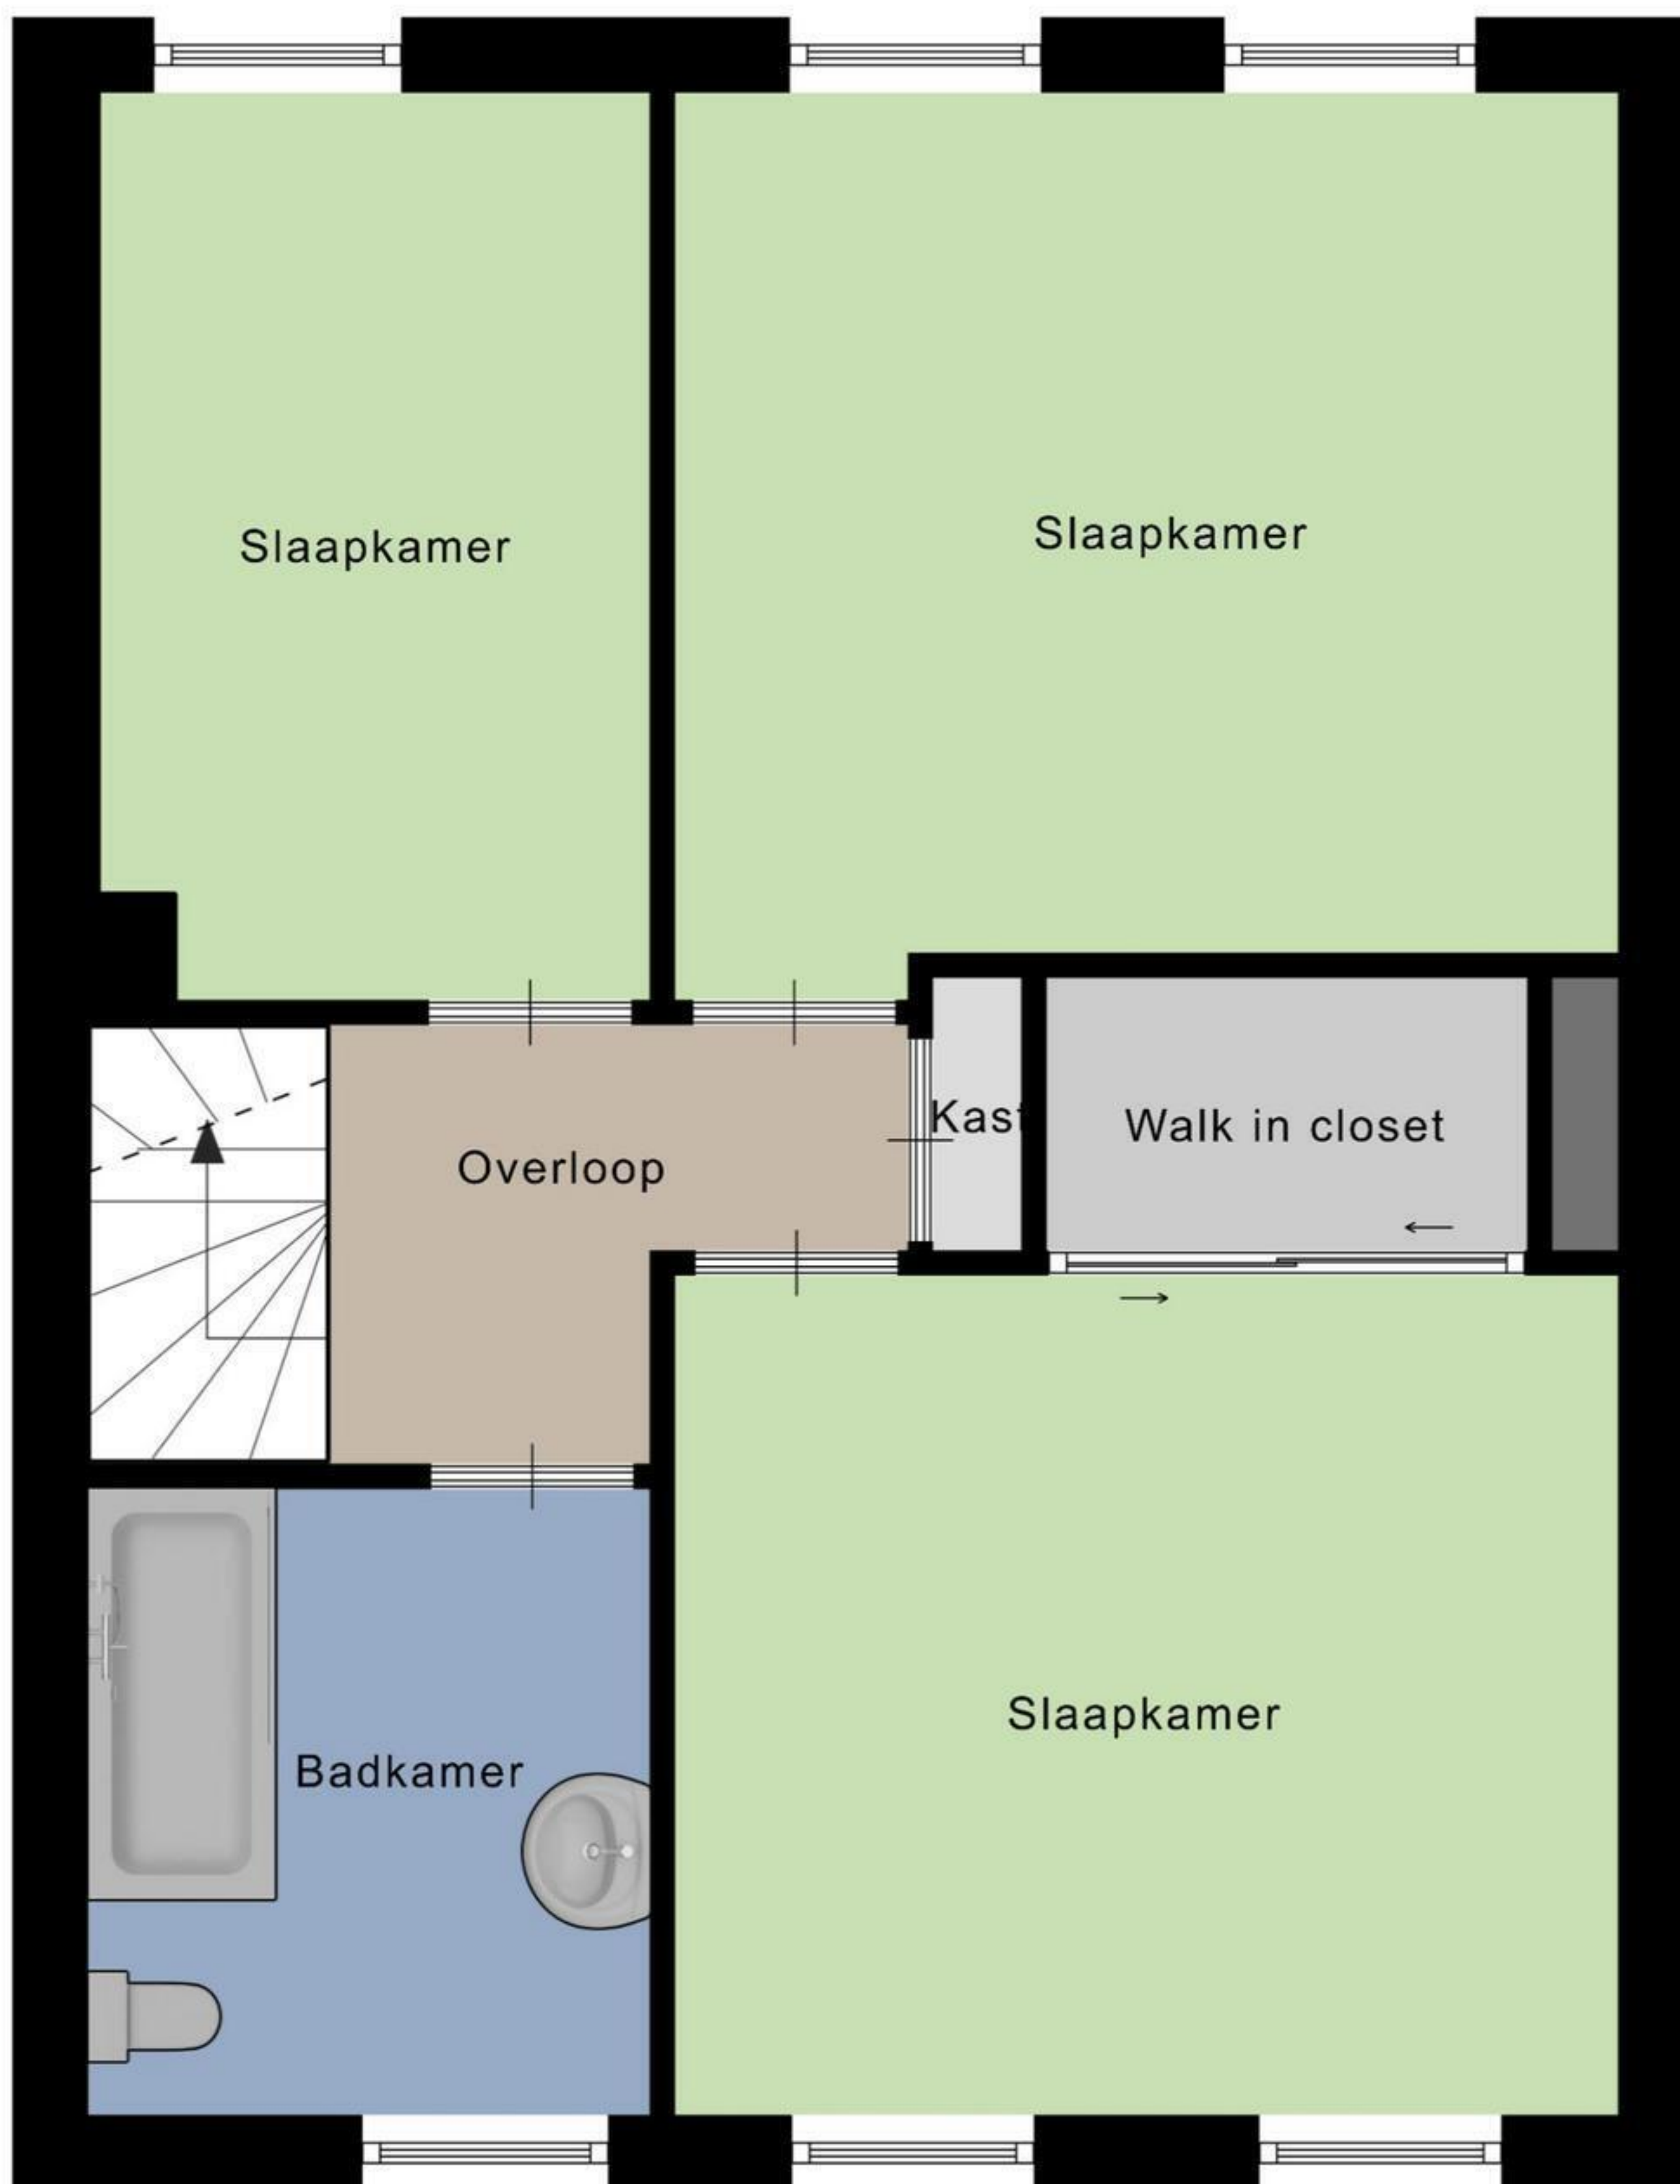 Slaapkamer
Slaapkamer
Kast
Walk in closet
Overloop
Slaapkamer
Badkamer